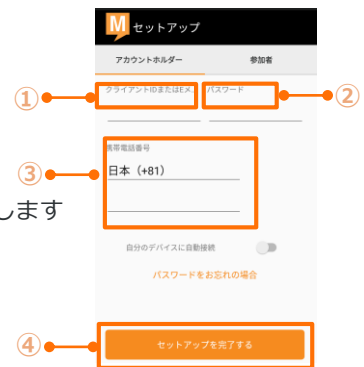 M セットアップ
アカウントホルダー 参加者
① クライアントIDまたはEメ.. パスワード ②
携帯電話番号
③ 日本（+81）
します
自分のデバイスに自動接続
パスワードをお忘れの場合
④ セットアップを完了する